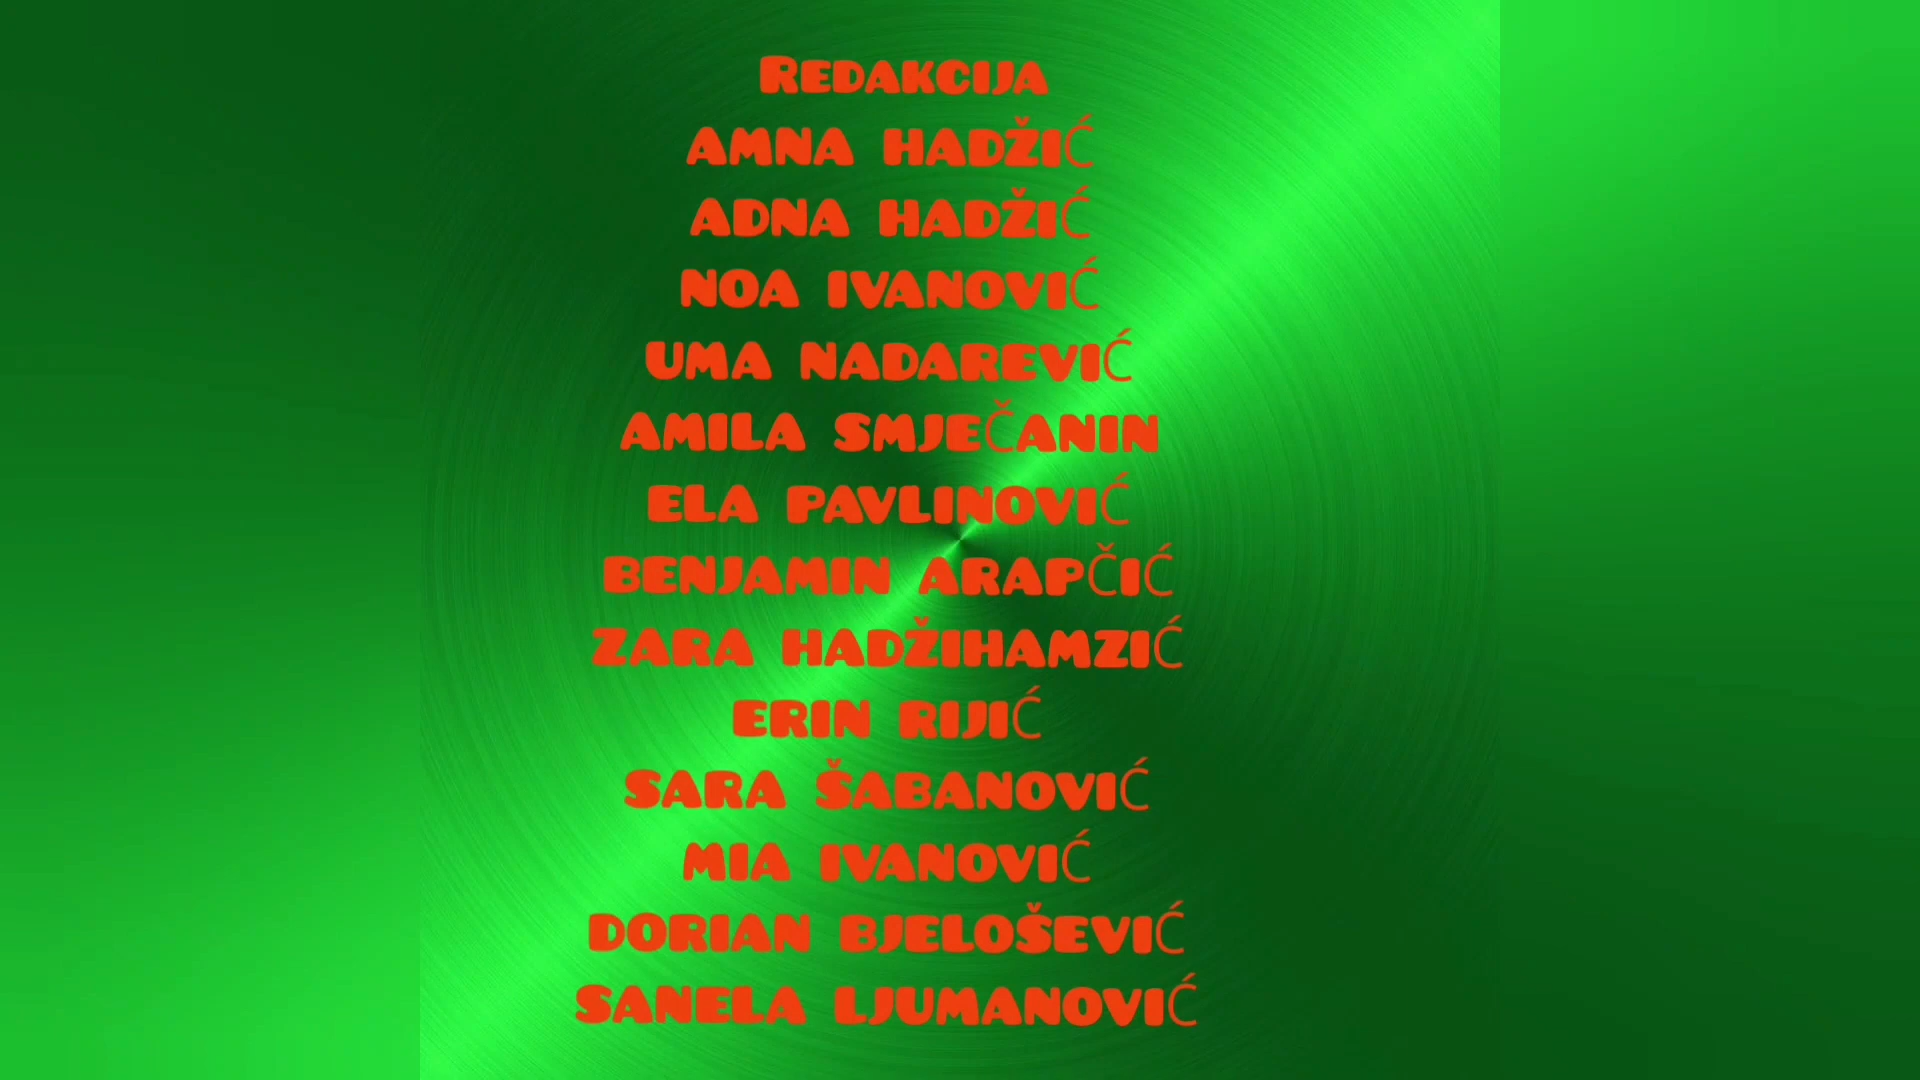 Redakcija
AMNA HADŽIĆ
ADNA HADŽIĆ
NOA IVANOVIĆ
UMA NADAREVIĆ
AMILA SMJEČANIN
ELA PAVLINOVIĆ
BENJAMIN ARAPČIĆ
ZARA HADŽIHAMZIĆ
ERIN RIJIĆ
SARA ŠABANOVIĆ
MIA IVANOVIĆ
DORIAN BJELOŠEVIĆ
SANELA LJUMANOVIĆ